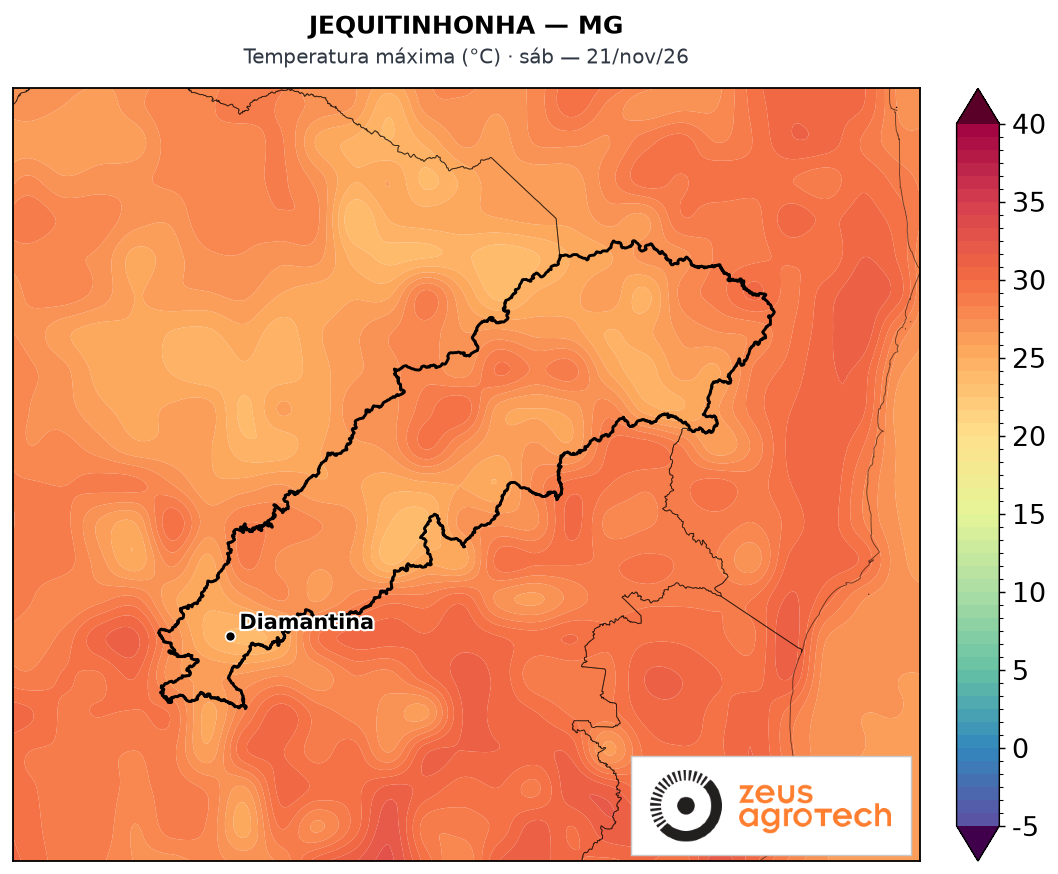 JEQUITINHONHA — MG
Temperatura máxima (°C) · sáb — 21/nov/26
40
35
30
25
20
15
10
5
0
-5
Diamantina
zeus
agrotech